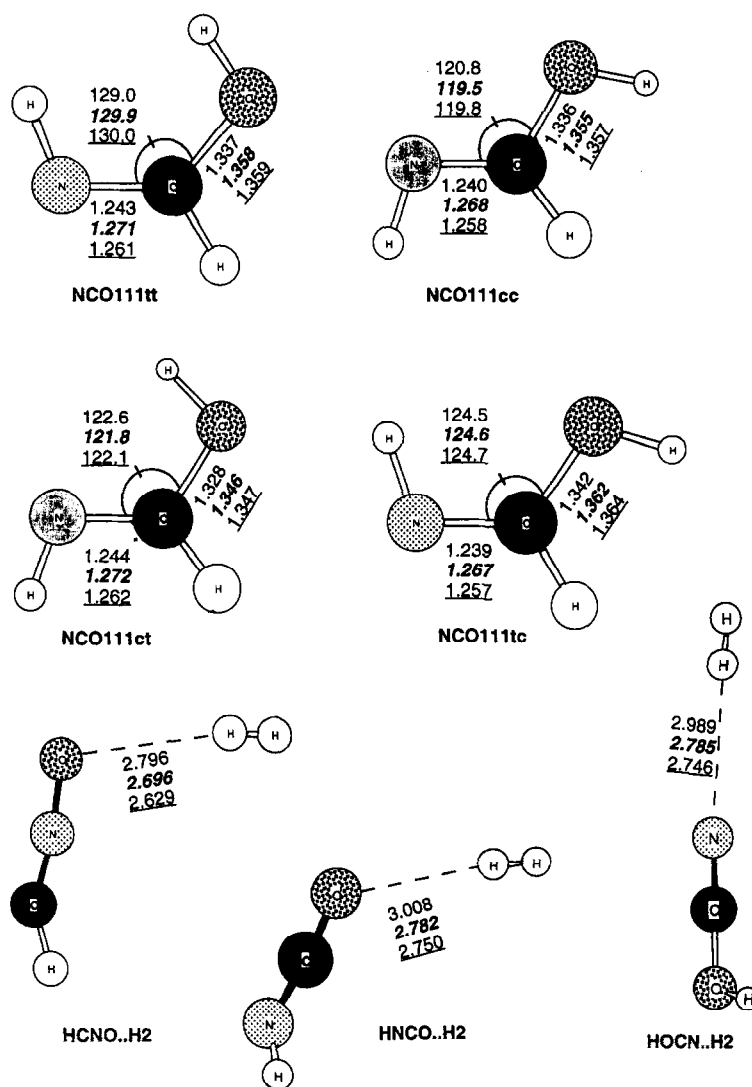 H
O
129.0
129.9
130.0
H
N
C
1.337
1.358
1.359
1.243
1.271
1.261
H
NCO111tt
120.8
119.5
119.8
O
H
1.336
1.355
1.357
N
C
1.240
1.268
1.258
H
H
NCO111cc
H
O
122.6
121.8
122.1
1.328
1.346
1.347
N
C
1.244
1.272
1.262
H
H
NCO111ct
124.5
124.6
124.7
H
O
H
1.342
1.362
1.364
N
C
1.239
1.267
1.257
H
NCO111tc
O
H
H
2.796
2.696
2.629
N
C
H
HCNO..H2
O
H
H
3.008
2.782
2.750
C
N
H
HNCO..H2
H
H
2.989
2.785
2.746
N
C
O
H
HOCN..H2